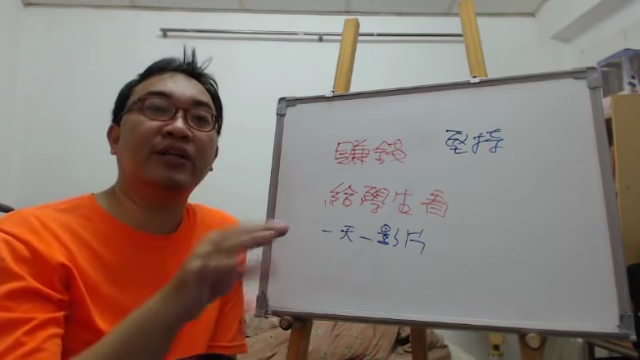 賺錢 堅持
給學生看
一天一影片